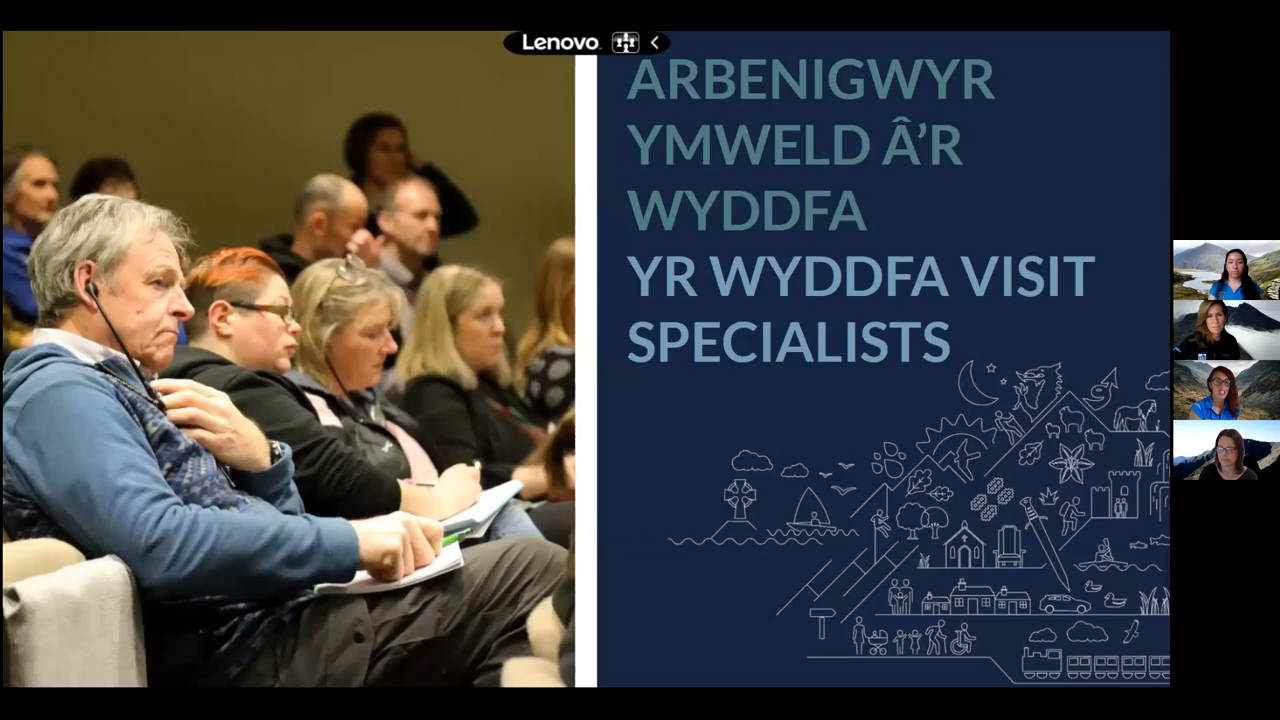 Lenovo
ARBENIGWYR
YMWELD Â’R
WYDDFA
YR WYDDFA VISIT
SPECIALISTS